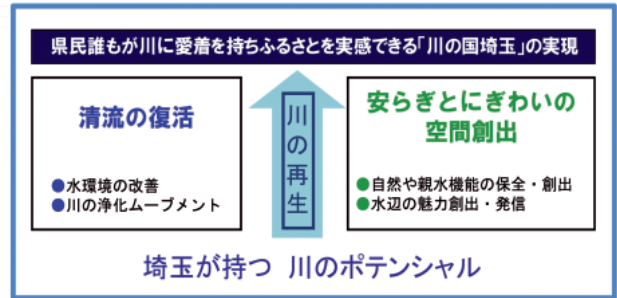 県民誰もが川に愛着を持ちふるさとを実感できる「川の国埼玉」の実現
清流の復活
●水環境の改善
●川の浄化ムーブメント
川の再生
安らぎとにぎわいの
空間創出
●自然や親水機能の保全・創出
●水辺の魅力創出・発信
埼玉が持つ 川のポテンシャル